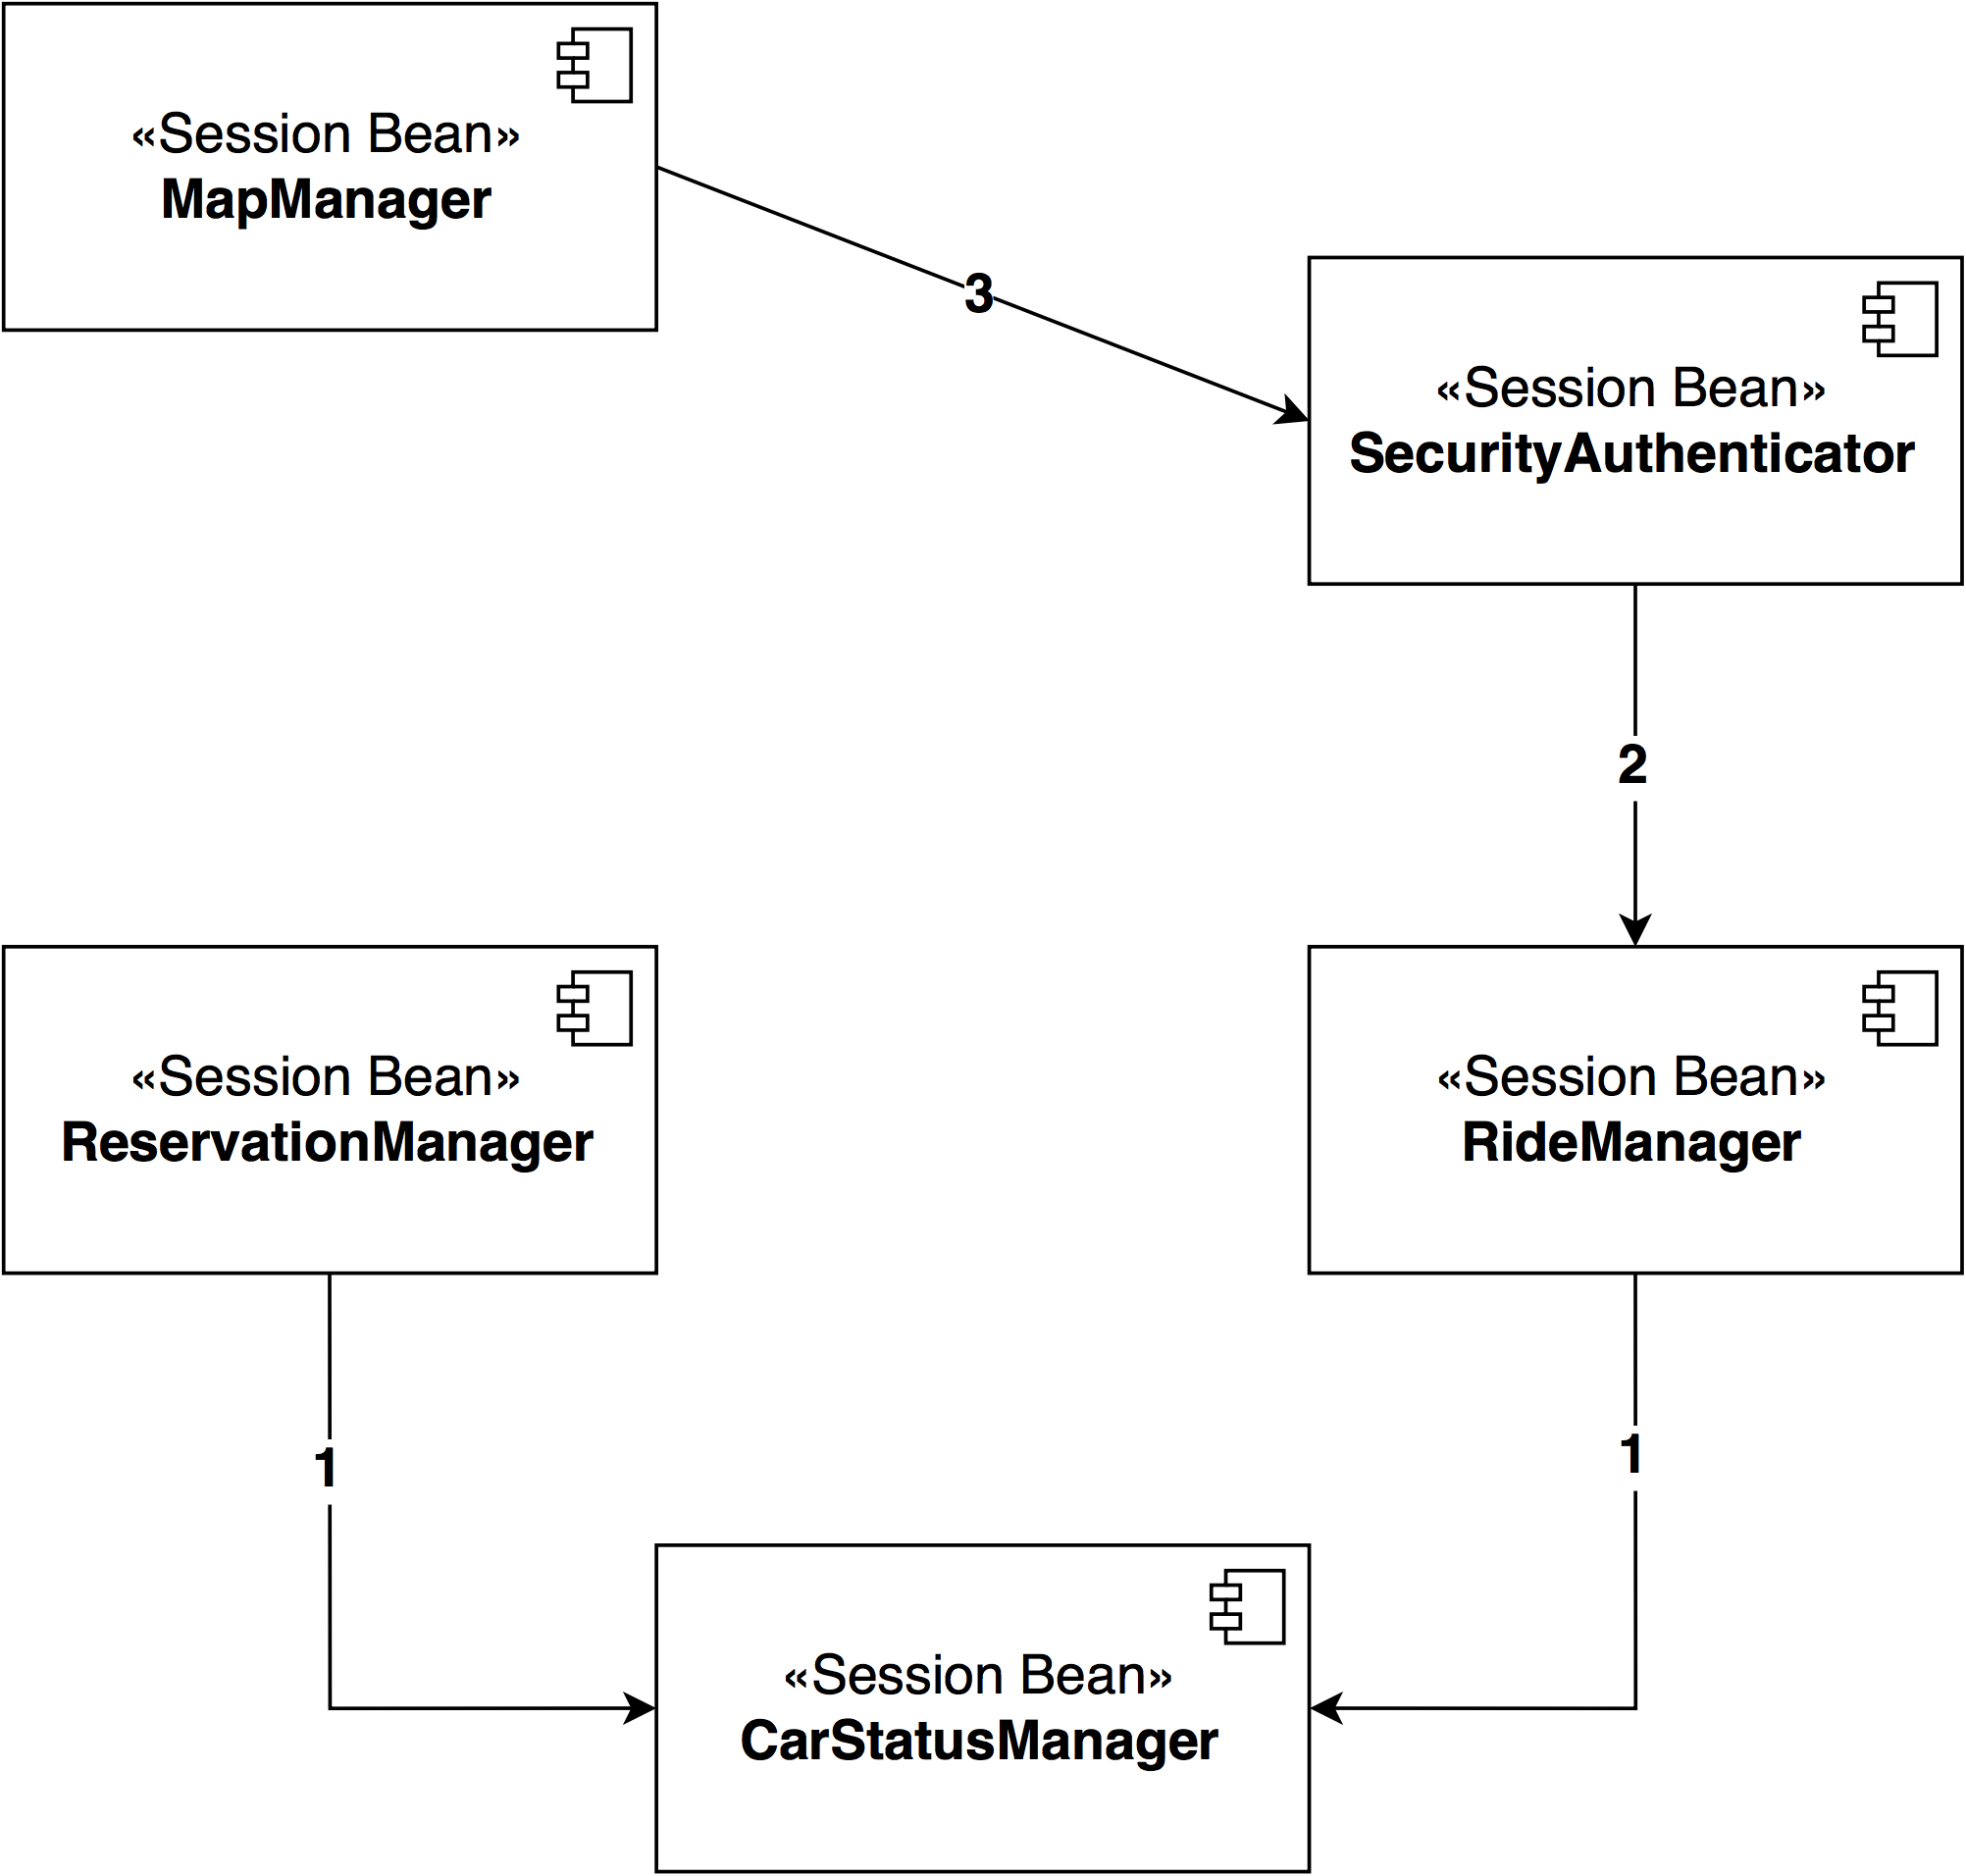 «Session Bean»
MapManager
3
«Session Bean»
SecurityAuthenticator
2
«Session Bean»
ReservationManager
«Session Bean»
RideManager
1
1
«Session Bean»
CarStatusManager